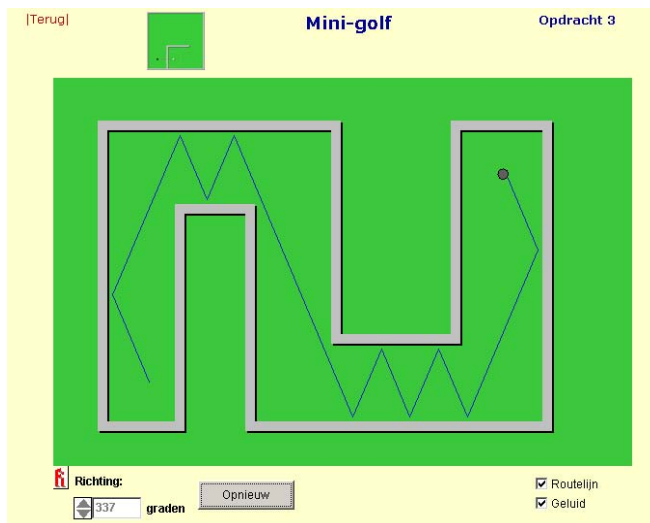 |Terug|
Mini-golf
Opdracht 3
Richting:
337 graden
Opnieuw
Routelijn
Geluid